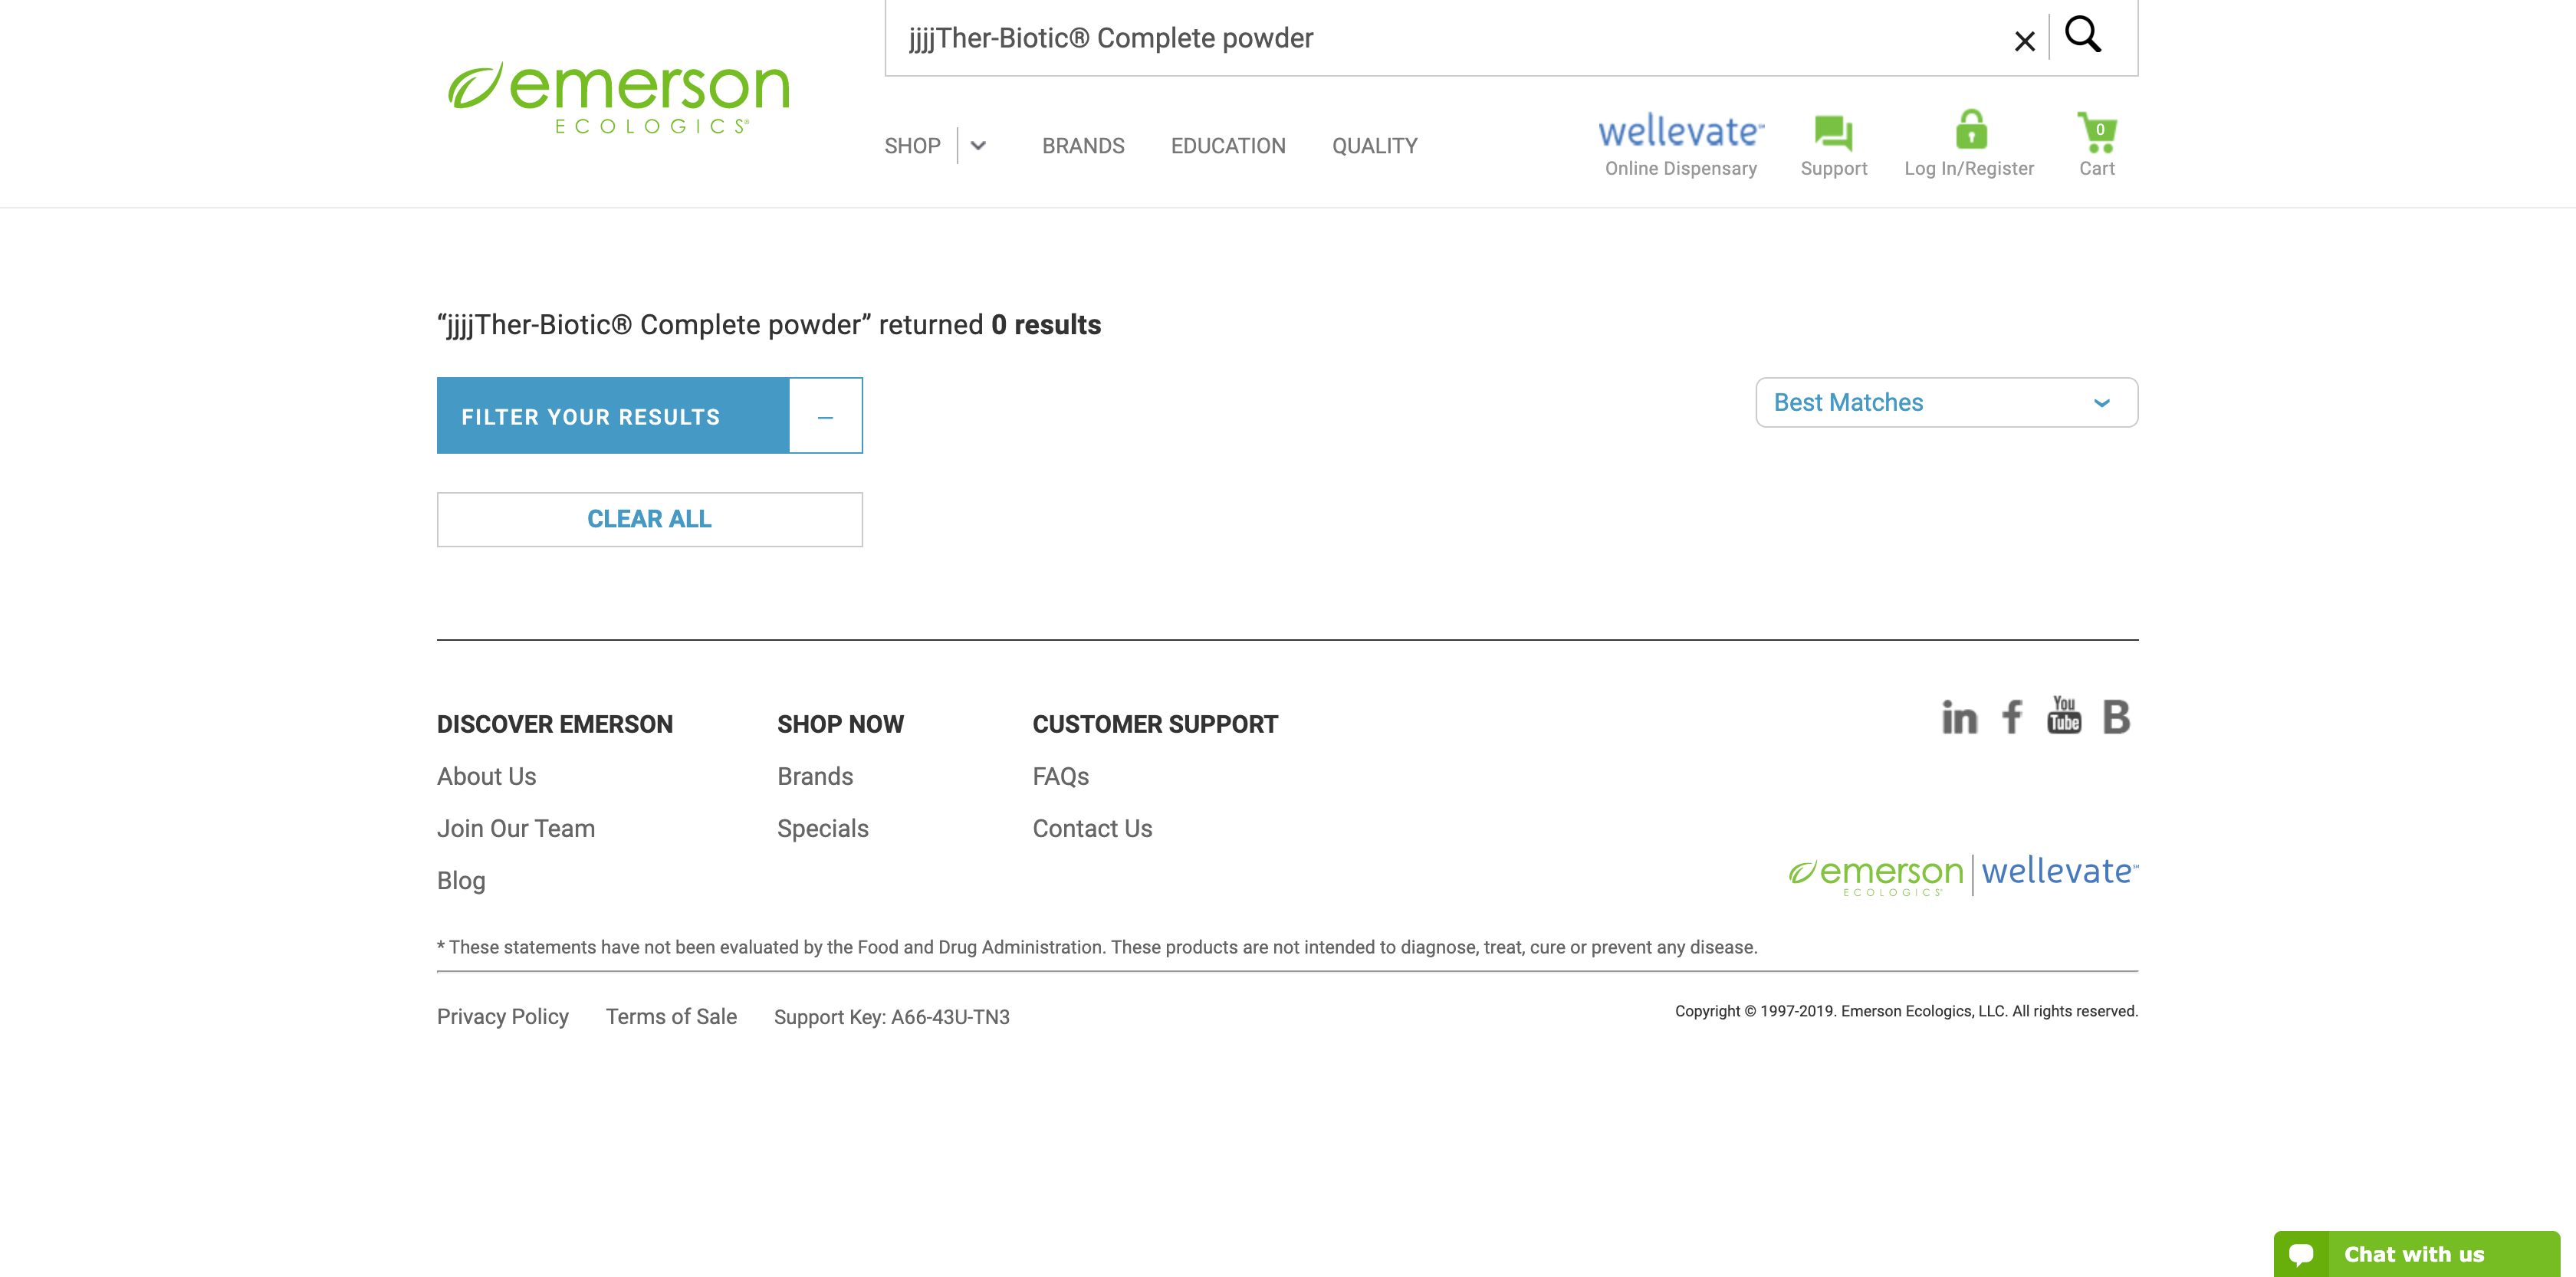 jjjjTher-Biotic® Complete powder
emerson
ECOLOGICS®
SHOP
BRANDS
EDUCATION
QUALITY
wellevate℠
Online Dispensary
Support
Log In/Register
0
Cart
“jjjjTher-Biotic® Complete powder” returned 0 results
FILTER YOUR RESULTS
Best Matches
CLEAR ALL
DISCOVER EMERSON
About Us
Join Our Team
Blog
SHOP NOW
Brands
Specials
CUSTOMER SUPPORT
FAQs
Contact Us
in f You Tube B
emerson ECOLOGICS® | wellevate℠
* These statements have not been evaluated by the Food and Drug Administration. These products are not intended to diagnose, treat, cure or prevent any disease.
Privacy Policy Terms of Sale Support Key: A66-43U-TN3
Copyright © 1997-2019. Emerson Ecologics, LLC. All rights reserved.
Chat with us